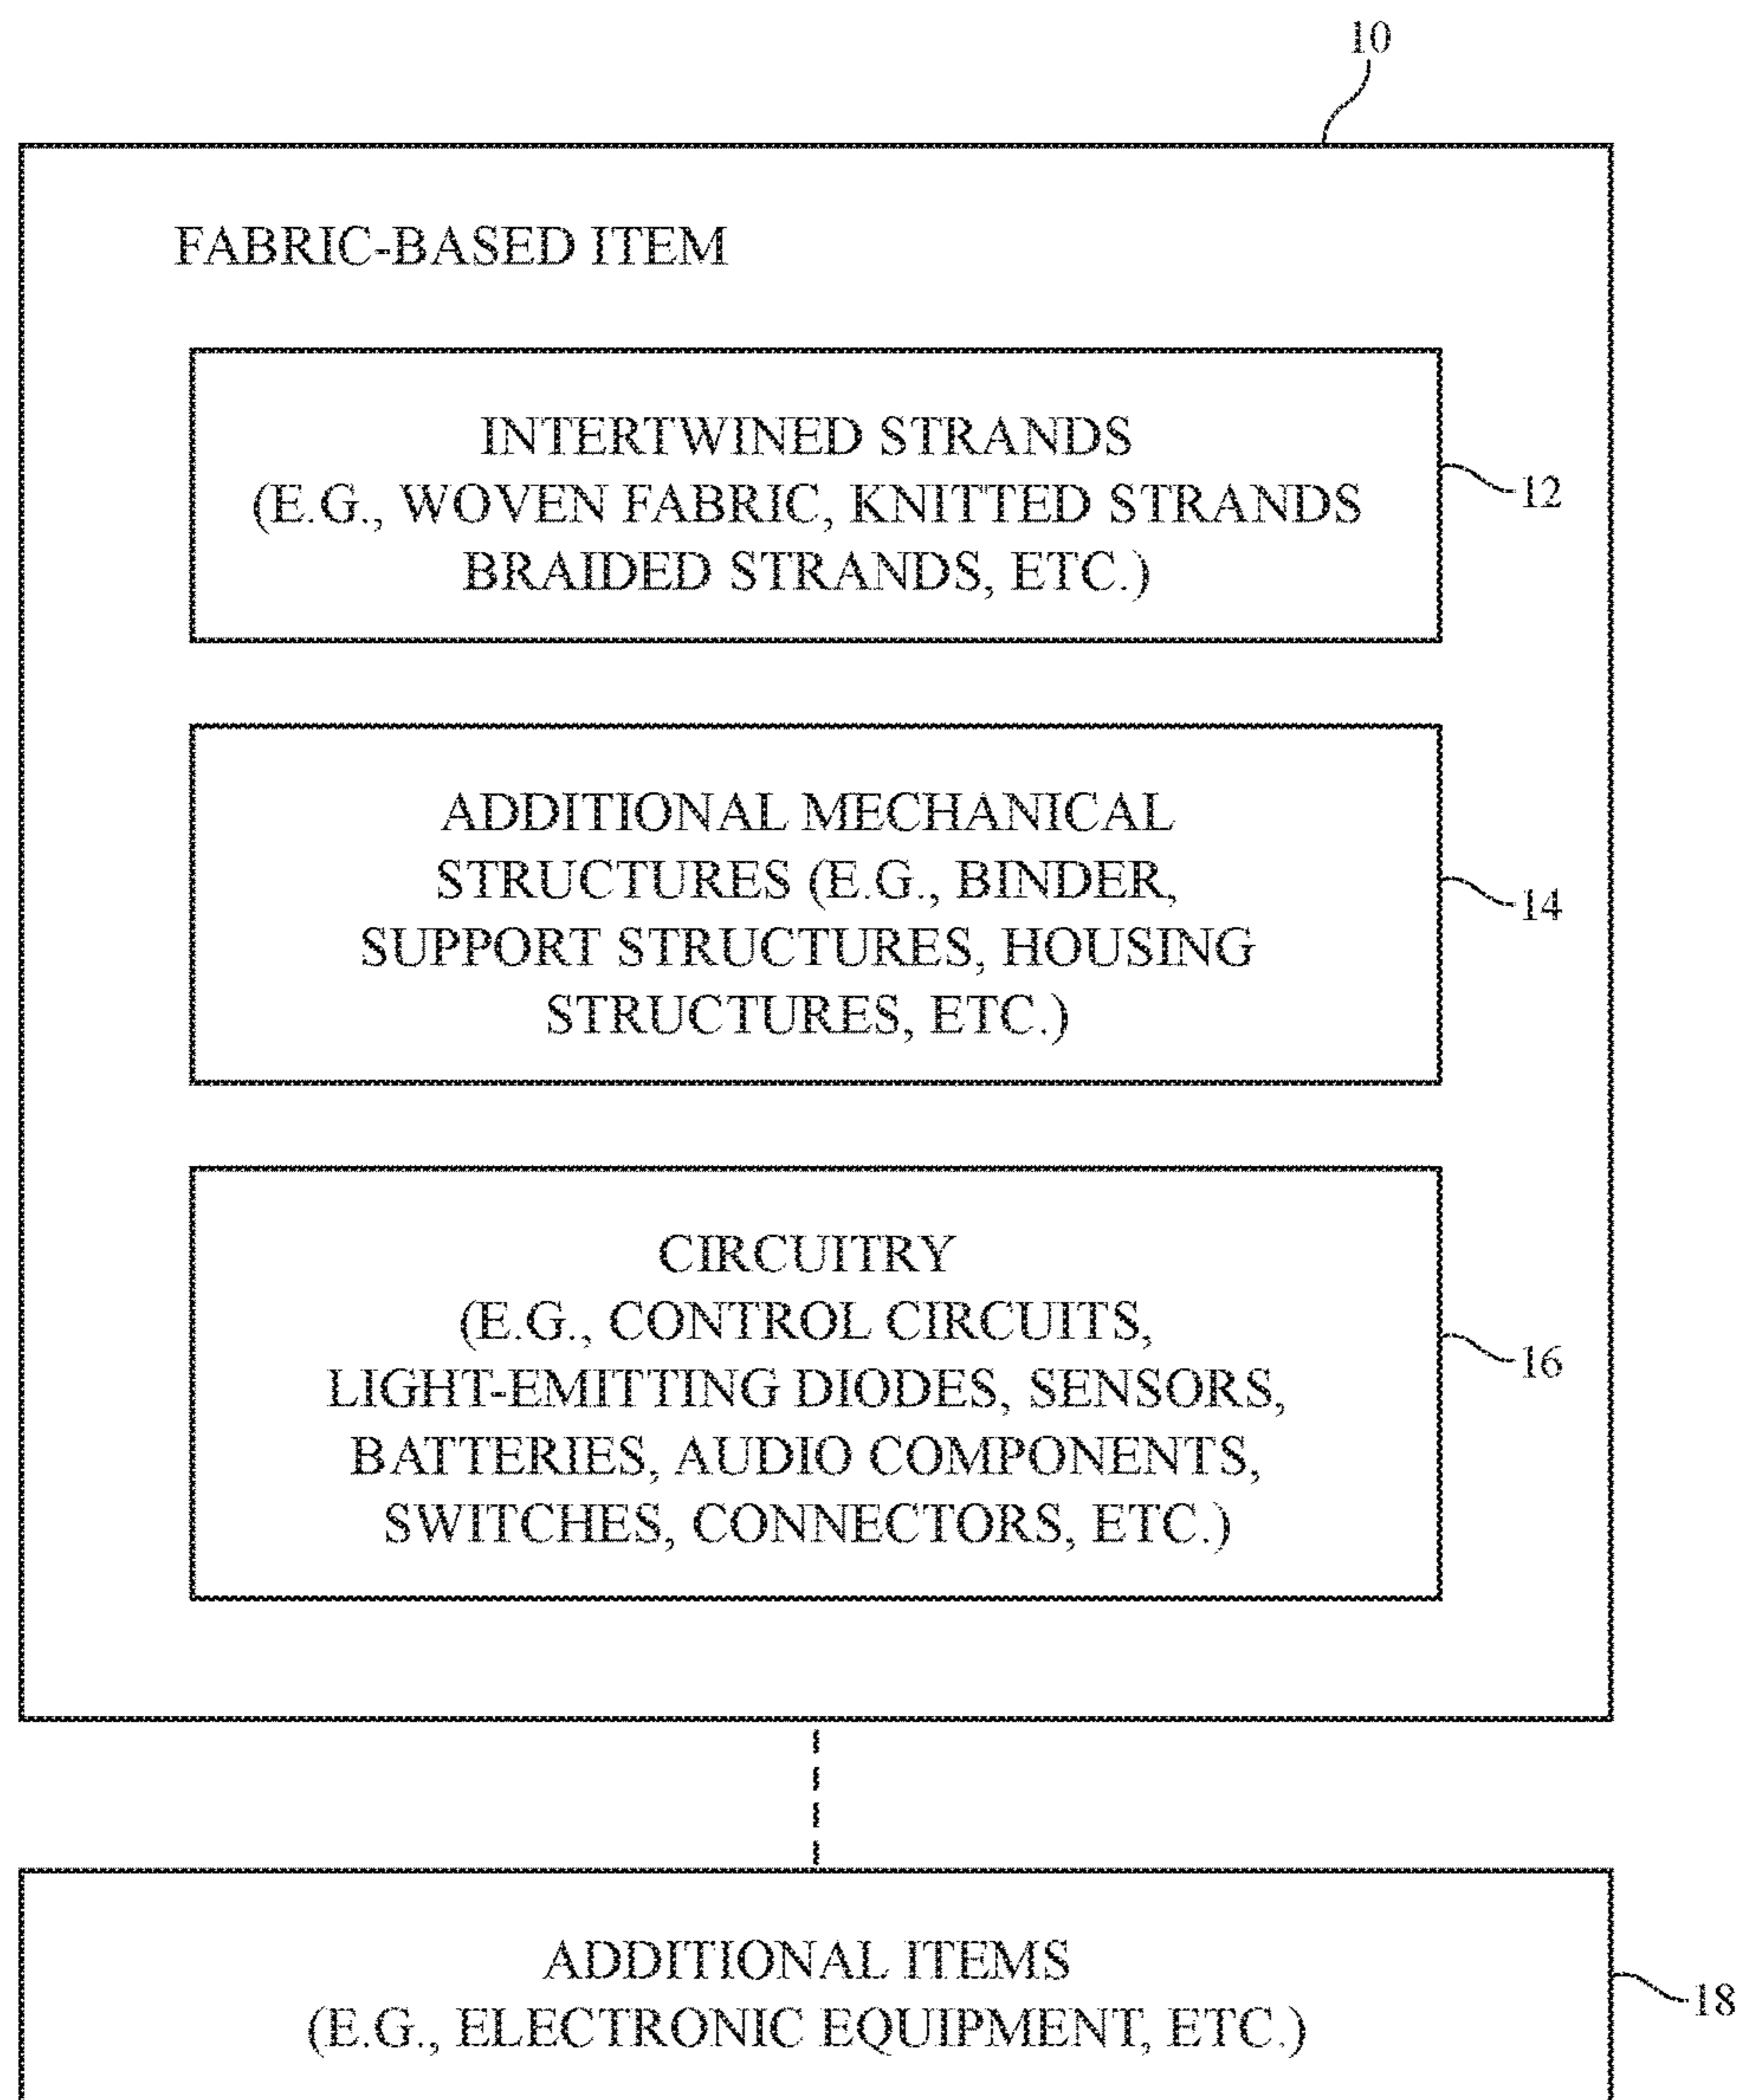 10
FABRIC-BASED ITEM
INTERTWINED STRANDS
(E.G., WOVEN FABRIC, KNITTED STRANDS
BRAIDED STRANDS, ETC.)
12
ADDITIONAL MECHANICAL
STRUCTURES (E.G., BINDER,
SUPPORT STRUCTURES, HOUSING
STRUCTURES, ETC.)
14
CIRCUITRY
(E.G., CONTROL CIRCUITS,
LIGHT-EMITTING DIODES, SENSORS,
BATTERIES, AUDIO COMPONENTS,
SWITCHES, CONNECTORS, ETC.)
16
ADDITIONAL ITEMS
(E.G., ELECTRONIC EQUIPMENT, ETC.)
18